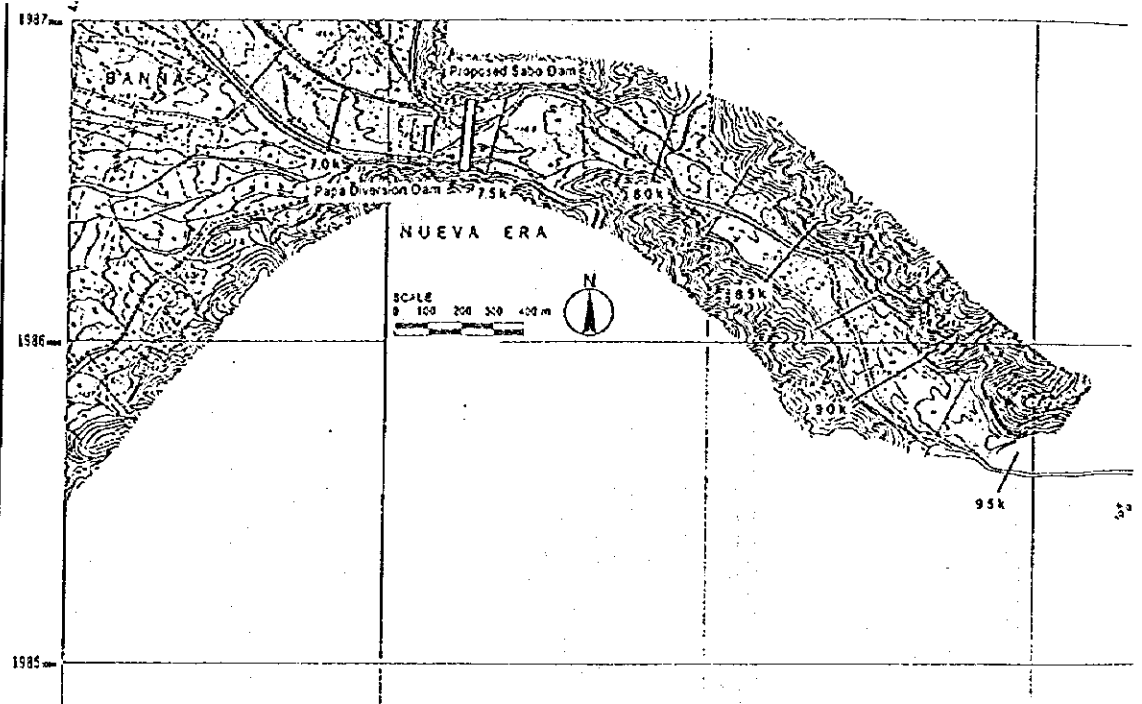 1987
BANNA
Proposed Sabo Dam
7.0k
Papa Diversion Dam
7.5k
8.0k
NUEVA ERA
8.5k
SCALE
0 100 200 300 400 m
N
1986
9.0k
9.5k
1985